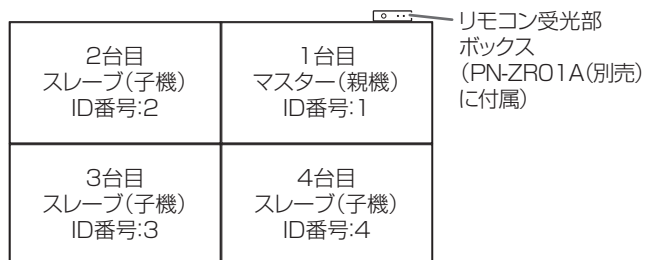 2台目
スレーブ(子機)
ID番号:2
1台目
マスター(親機)
ID番号:1
リモコン受光部
ボックス
(PN-ZR01A(別売)
に付属)
3台目
スレーブ(子機)
ID番号:3
4台目
スレーブ(子機)
ID番号:4